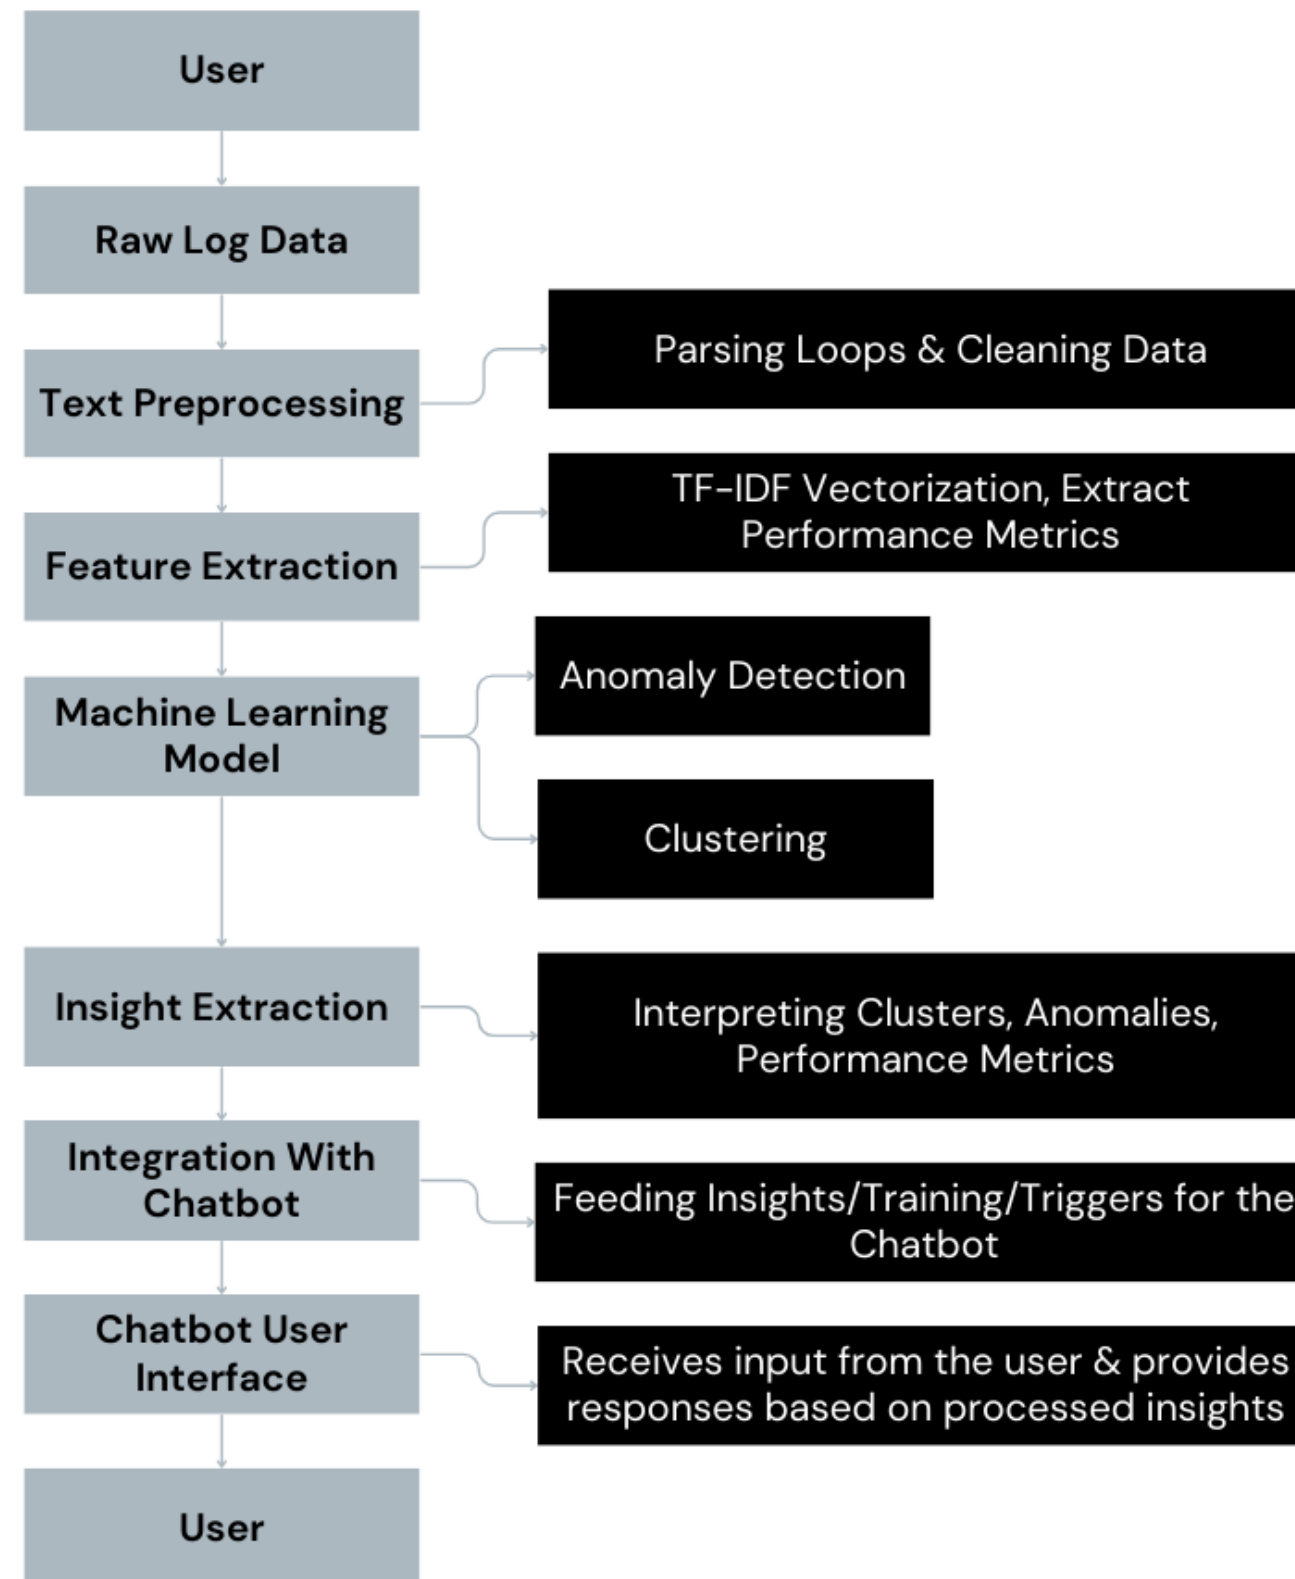 User
Raw Log Data
Text Preprocessing
Parsing Loops & Cleaning Data
Feature Extraction
TF-IDF Vectorization, Extract
Performance Metrics
Machine Learning
Model
Anomaly Detection
Clustering
Insight Extraction
Interpreting Clusters, Anomalies,
Performance Metrics
Integration With
Chatbot
Feeding Insights/Training/Triggers for the
Chatbot
Chatbot User
Interface
Receives input from the user & provides
responses based on processed insights
User